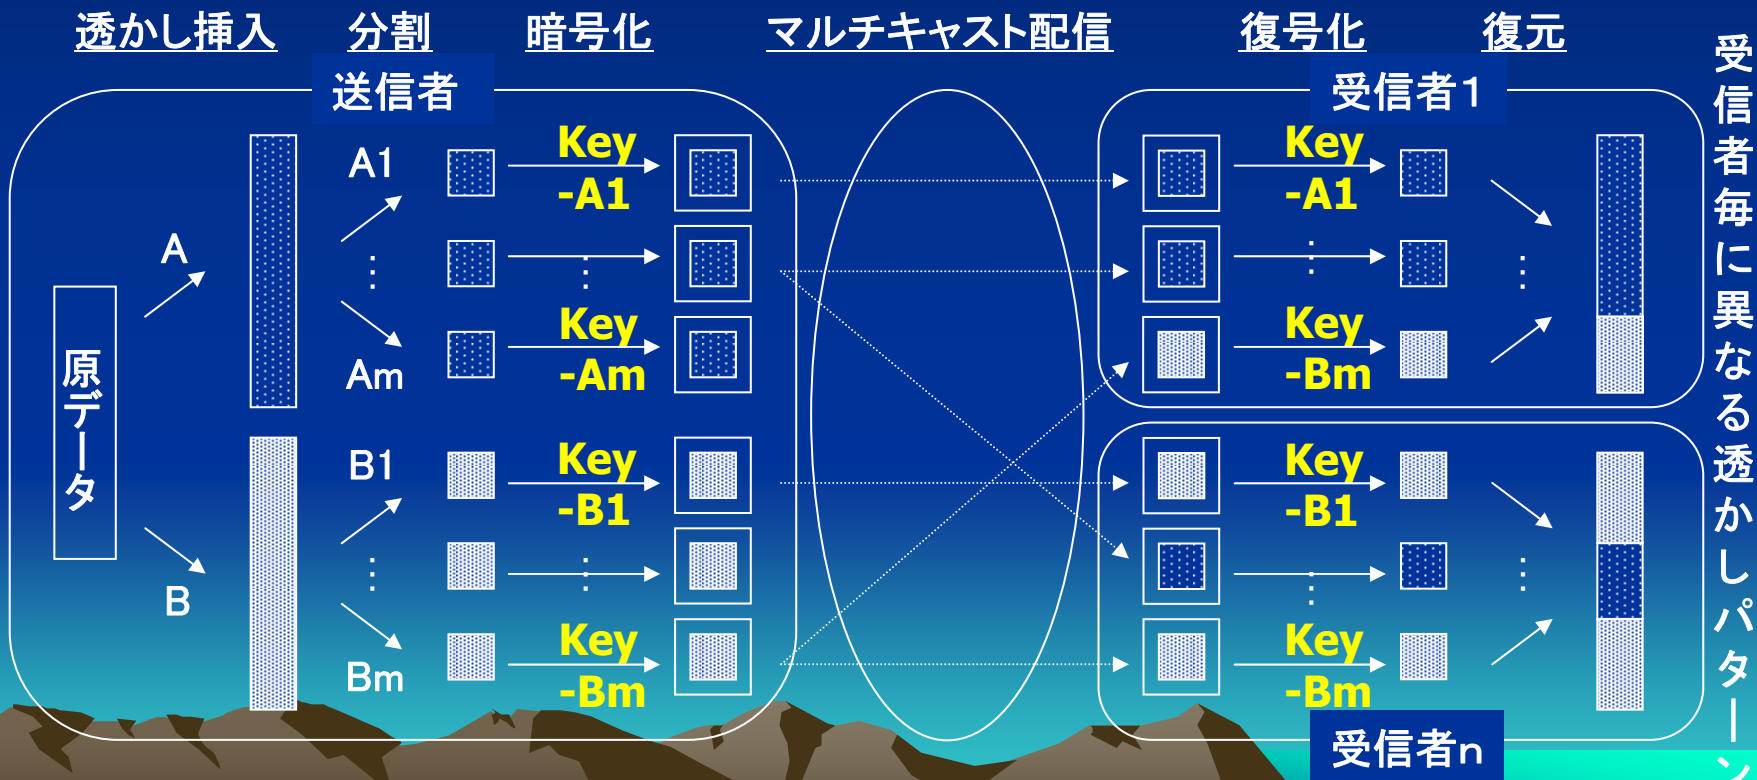 透かし挿入
分割
暗号化
マルチキャスト配信
復号化
復元
送信者
原データ
A
B
A1
⋮
Am
B1
⋮
Bm
Key
-A1
⋮
Key
-Am
Key
-B1
⋮
Key
-Bm
受信者1
Key
-A1
⋮
Key
-Bm
⋮
Key
-B1
⋮
Key
-Bm
⋮
受信者n
受信者毎に異なる透かしパターン